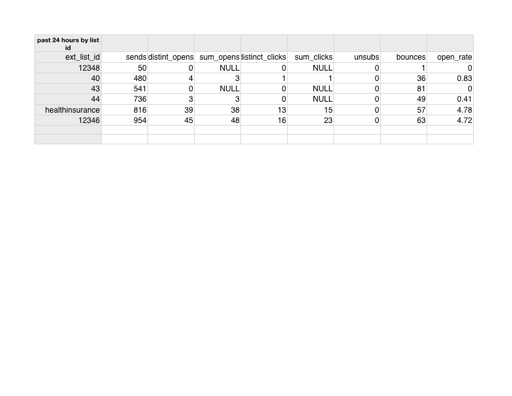 past 24 hours by list
id
ext_list_id sends distint_opens sum_opens distinct_clicks sum_clicks unsubs bounces open_rate
12348 50 0 NULL 0 NULL 0 1 0
40 480 4 3 1 1 0 36 0.83
43 541 0 NULL 0 NULL 0 81 0
44 736 3 3 0 NULL 0 49 0.41
healthinsurance 816 39 38 13 15 0 57 4.78
12346 954 45 48 16 23 0 63 4.72